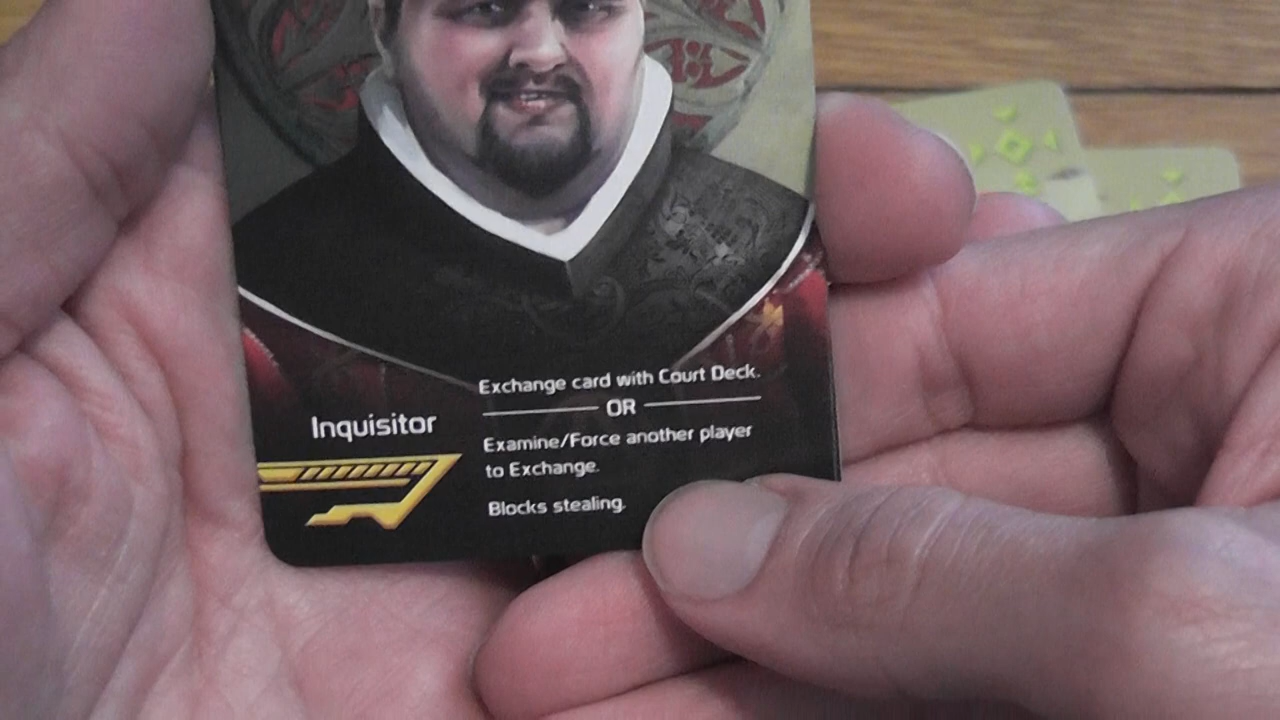 Inquisitor
Exchange card with Court Deck.
OR
Examine/Force another player
to Exchange.
Blocks stealing.